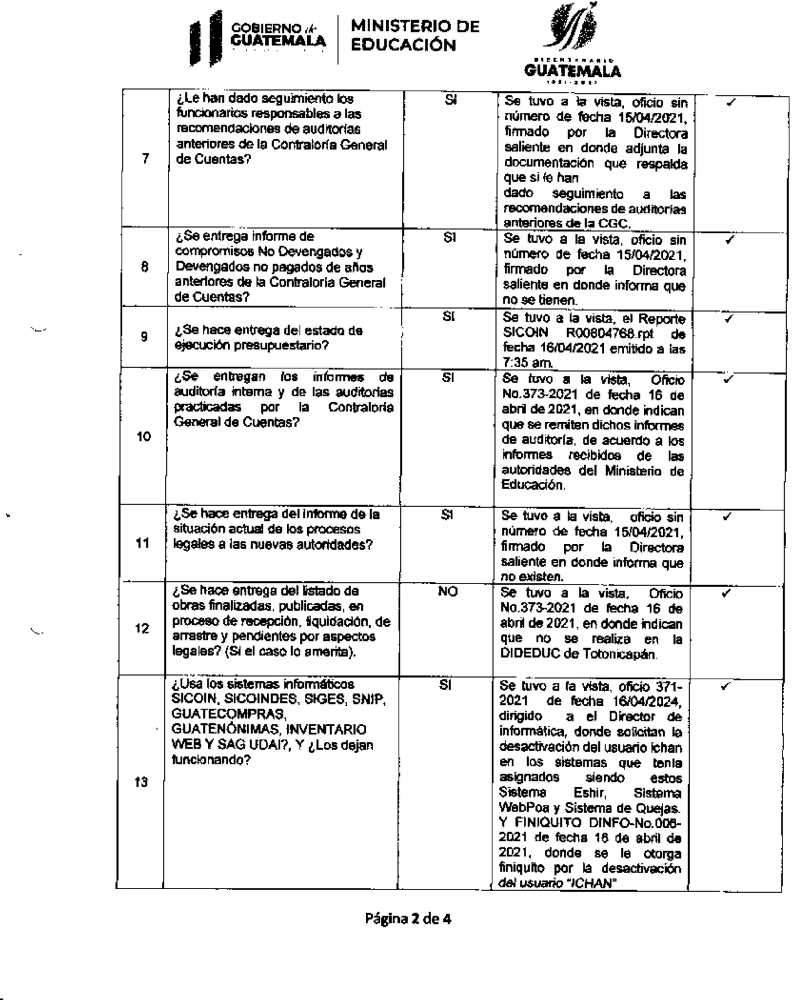 GOBIERNO de
GUATEMALA
MINISTERIO DE
EDUCACIÓN
BICENTENARIO
GUATEMALA
1821-2021
7
¿Le han dado seguimiento los
funcionarios responsables a las
recomendaciones de auditorías
anteriores de la Contraloría General
de Cuentas?
SI
Se tuvo a la vista, oficio sin
número de fecha 15/04/2021,
firmado por la Directora
saliente en donde adjunta la
documentación que respalda
que si le han
dado seguimiento a las
recomendaciones de auditorías
anteriores de la CGC.
✓
8
¿Se entrega informe de
compromisos No Devengados y
Devengados no pagados de años
anteriores de la Contraloría General
de Cuentas?
SI
Se tuvo a la vista, oficio sin
número de fecha 15/04/2021,
firmado por la Directora
saliente en donde informa que
no se tienen.
✓
9
¿Se hace entrega del estado de
ejecución presupuestario?
SI
Se tuvo a la vista, el Reporte
SICOIN R00804768.rpt de
fecha 16/04/2021 emitido a las
7:35 am.
✓
10
¿Se entregan los informes de
auditoría interna y de las auditorías
practicadas por la Contraloría
General de Cuentas?
SI
Se tuvo a la vista, Oficio
No.373-2021 de fecha 16 de
abril de 2021, en donde indican
que se remiten dichos informes
de auditoría, de acuerdo a los
informes recibidos de las
autoridades del Ministerio de
Educación.
✓
11
¿Se hace entrega del informe de la
situación actual de los procesos
legales a las nuevas autoridades?
SI
Se tuvo a la vista, oficio sin
número de fecha 15/04/2021,
firmado por la Directora
saliente en donde informa que
no existen.
✓
12
¿Se hace entrega del listado de
obras finalizadas, publicadas, en
proceso de recepción, liquidación, de
arrastre y pendientes por aspectos
legales? (Si el caso lo amerita).
NO
Se tuvo a la vista, Oficio
No.373-2021 de fecha 16 de
abril de 2021, en donde indican
que no se realiza en la
DIDEDUC de Totonicapán.
✓
13
¿Usa los sistemas informáticos
SICOIN, SICOINDES, SIGES, SNIP,
GUATECOMPRAS,
GUATENÓNIMAS, INVENTARIO
WEB Y SAG UDAI?, Y ¿Los dejan
funcionando?
SI
Se tuvo a la vista, oficio 371-
2021 de fecha 16/04/2024,
dirigido a el Director de
informática, donde solicitan la
desactivación del usuario ichan
en los sistemas que tenía
asignados siendo estos
Sistema Eshir, Sistema
WebPoa y Sistema de Quejas.
Y FINIQUITO DINFO-No.006-
2021 de fecha 16 de abril de
2021, donde se le otorga
finiquito por la desactivación
del usuario "ICHAN"
✓
Página 2 de 4